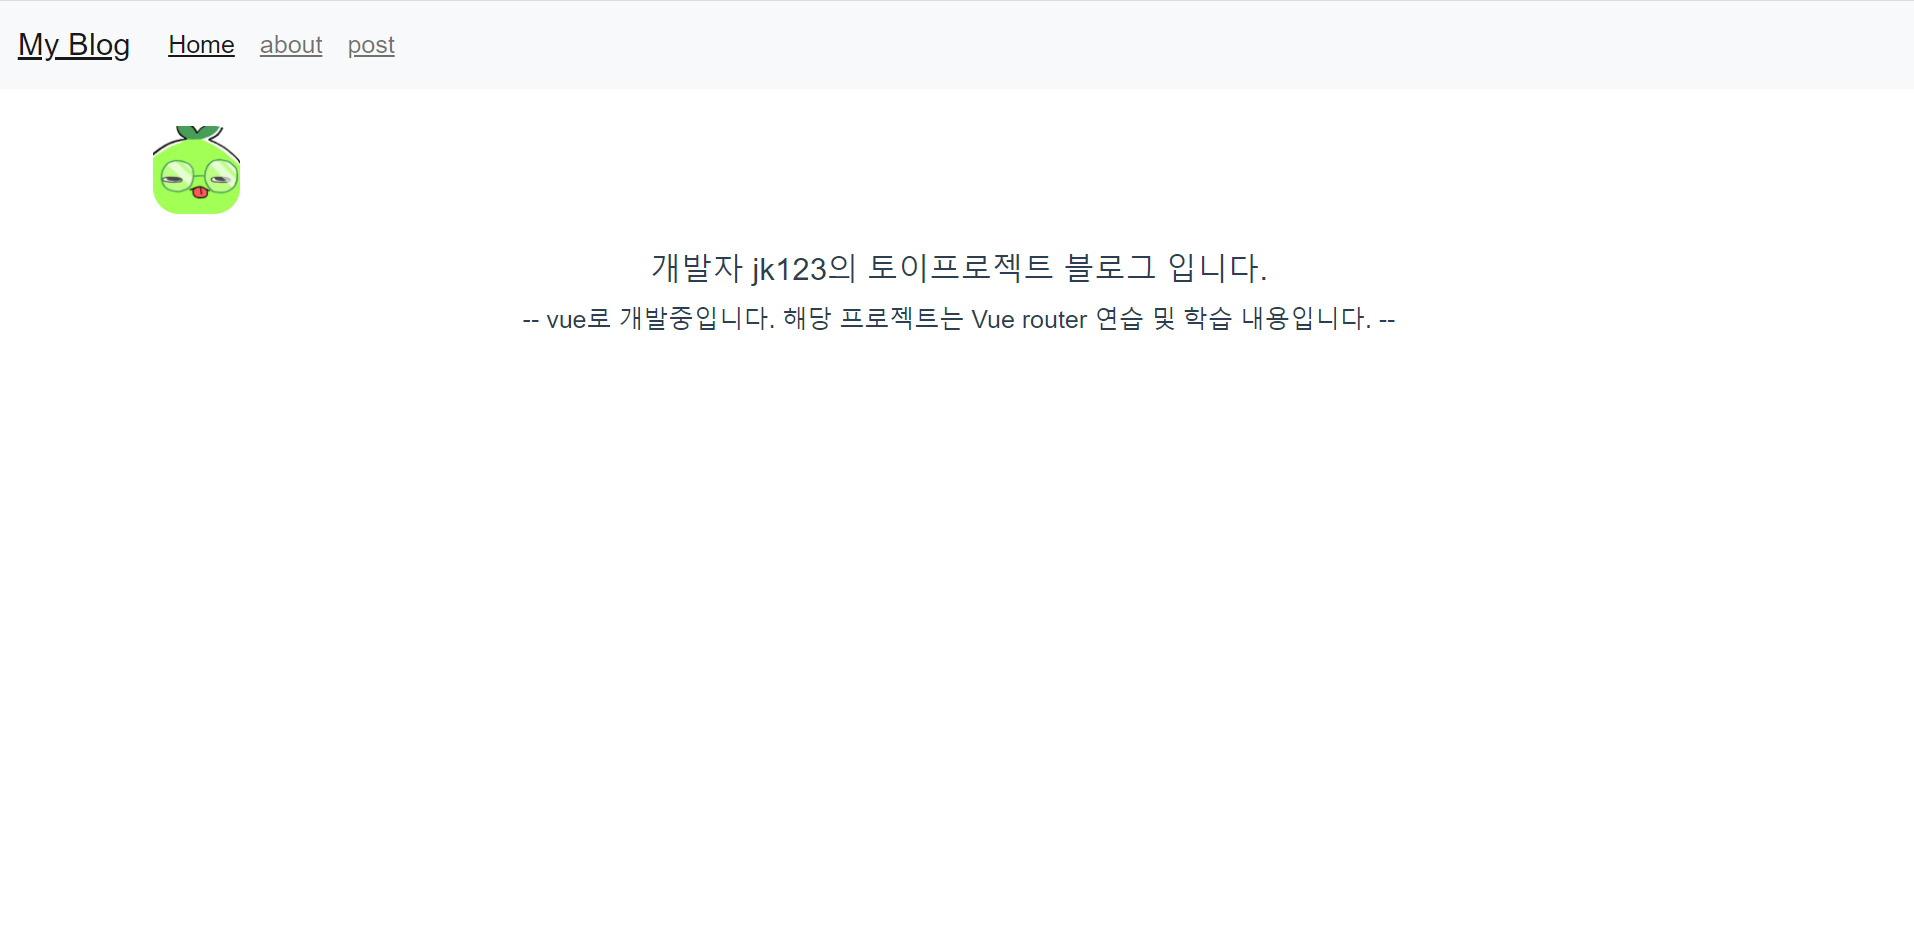 My Blog Home about post
개발자 jk123의 토이프로젝트 블로그 입니다.
-- vue로 개발중입니다. 해당 프로젝트는 Vue router 연습 및 학습 내용입니다. --